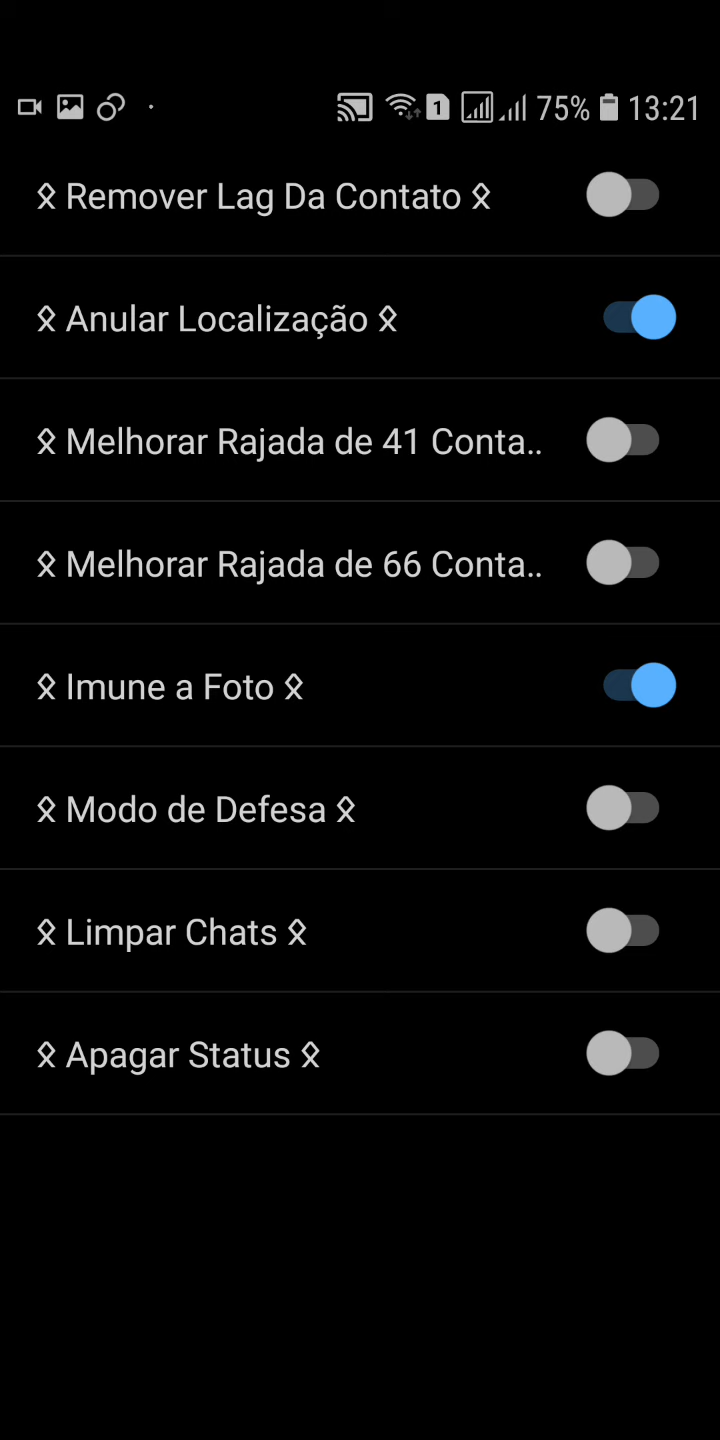 1 75% 13:21
ᛟ Remover Lag Da Contato ᛟ
ᛟ Anular Localização ᛟ
ᛟ Melhorar Rajada de 41 Conta..
ᛟ Melhorar Rajada de 66 Conta..
ᛟ Imune a Foto ᛟ
ᛟ Modo de Defesa ᛟ
ᛟ Limpar Chats ᛟ
ᛟ Apagar Status ᛟ